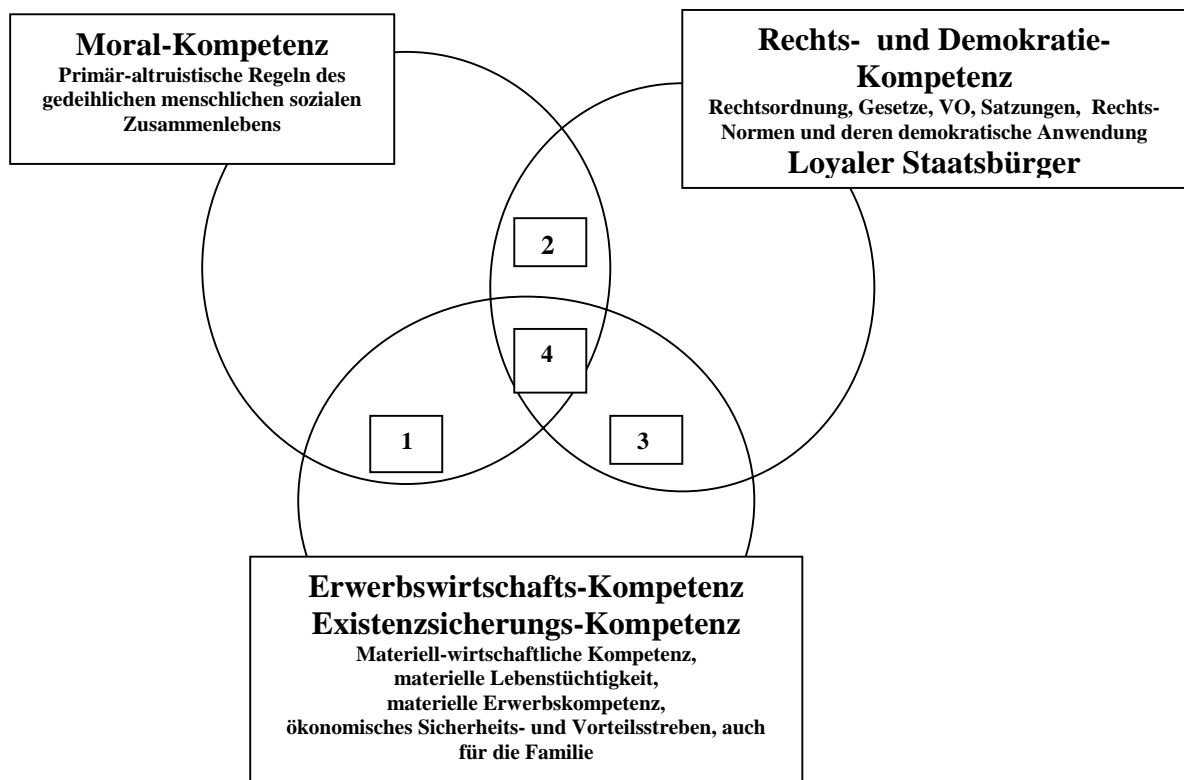 Moral-Kompetenz
Primär-altruistische Regeln des
gedeihlichen menschlichen sozialen
Zusammenlebens
Rechts- und Demokratie-
Kompetenz
Rechtsordnung, Gesetze, VO, Satzungen, Rechts-
Normen und deren demokratische Anwendung
Loyaler Staatsbürger
2
4
1
3
Erwerbswirtschafts-Kompetenz
Existenzsicherungs-Kompetenz
Materiell-wirtschaftliche Kompetenz,
materielle Lebenstüchtigkeit,
materielle Erwerbskompetenz,
ökonomisches Sicherheits- und Vorteilsstreben, auch
für die Familie